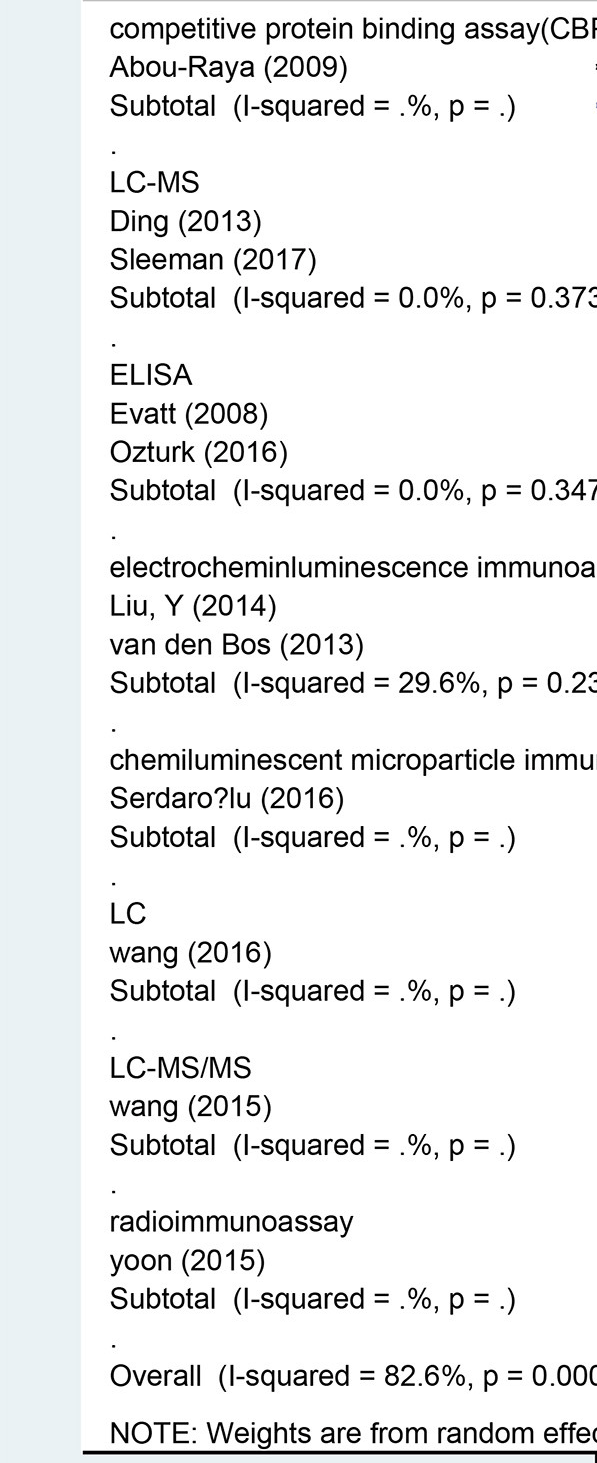 competitive protein binding assay(CBP
Abou-Raya (2009)
Subtotal (I-squared = .%, p = .)
.
LC-MS
Ding (2013)
Sleeman (2017)
Subtotal (I-squared = 0.0%, p = 0.373
.
ELISA
Evatt (2008)
Ozturk (2016)
Subtotal (I-squared = 0.0%, p = 0.347
.
electrocheminluminescence immunoa
Liu, Y (2014)
van den Bos (2013)
Subtotal (I-squared = 29.6%, p = 0.23
.
chemiluminescent microparticle immu
Serdaro?lu (2016)
Subtotal (I-squared = .%, p = .)
.
LC
wang (2016)
Subtotal (I-squared = .%, p = .)
.
LC-MS/MS
wang (2015)
Subtotal (I-squared = .%, p = .)
.
radioimmunoassay
yoon (2015)
Subtotal (I-squared = .%, p = .)
.
Overall (I-squared = 82.6%, p = 0.000
NOTE: Weights are from random effec